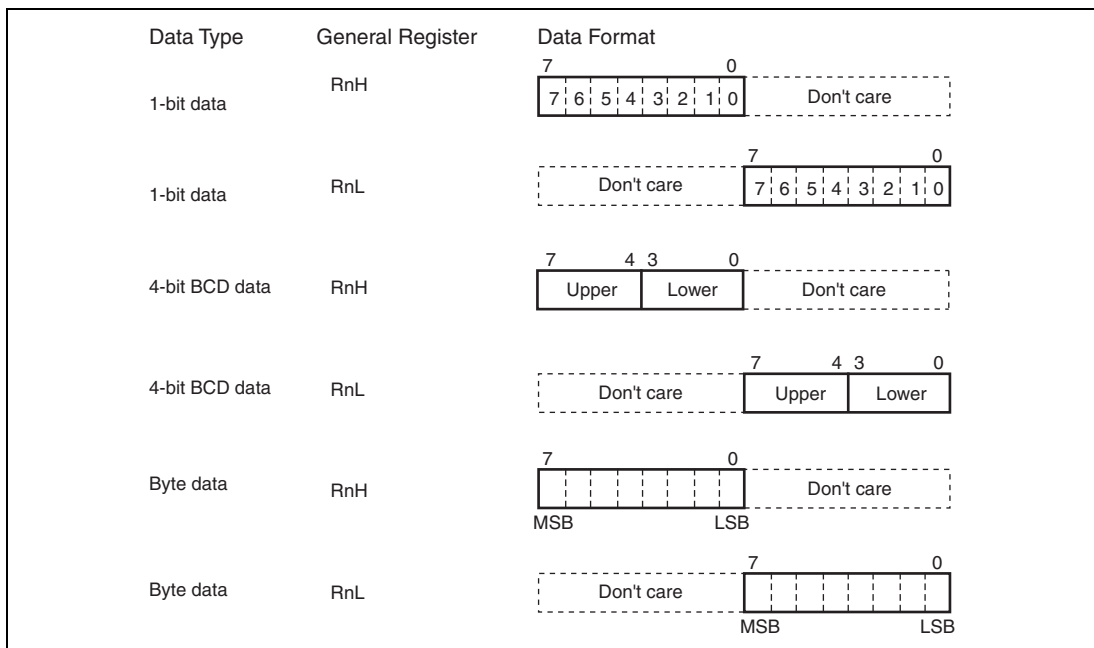 Data Type General Register Data Format
7 0
1-bit data RnH 7 6 5 4 3 2 1 0 Don't care
7 0
1-bit data RnL Don't care 7 6 5 4 3 2 1 0
7 4 3 0
4-bit BCD data RnH Upper Lower Don't care
7 4 3 0
4-bit BCD data RnL Don't care Upper Lower
7 0
Byte data RnH Don't care
MSB LSB
7 0
Byte data RnL Don't care
MSB LSB